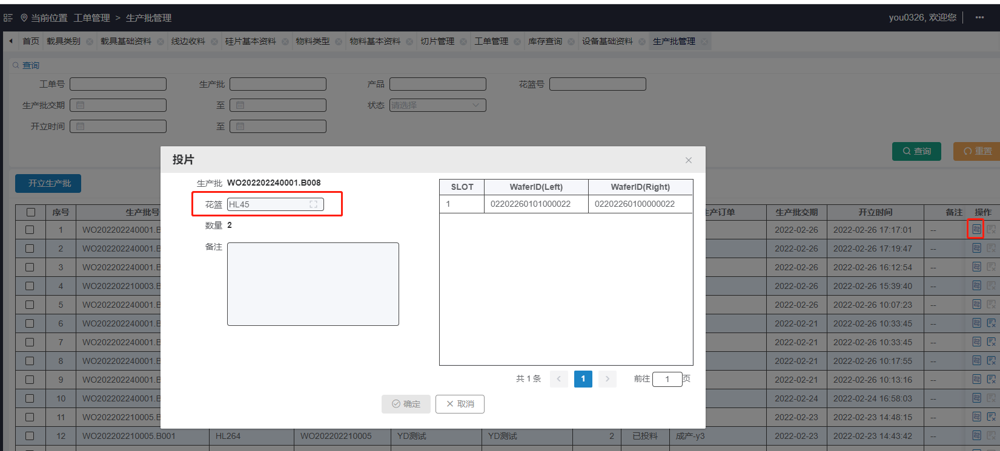 当前位置 工单管理 > 生产批管理
you0326, 欢迎您
首页 载具类别 载具基础资料 线边收料 硅片基本资料 物料类型 物料基本资料 切片管理 工单管理 库存查询 设备基础资料 生产批管理
查询
工单号 生产批 产品 花篮号
生产批交期 至 状态 请选择
开立时间 至
查询 重置
开立生产批
投片
生产批 WO202202240001.B008
花篮 HL45
数量 2
备注
SLOT WaferID(Left) WaferID(Right)
1 02202260101000022 02202260100000022
共 1 条 1 前往 1 页
确定 取消
序号 生产批号 生产订单 生产批交期 开立时间 备注 操作
1 WO202202240001.B 2022-02-26 2022-02-26 17:17:01 --
2 WO202202240001.B 2022-02-26 2022-02-26 17:19:47 --
3 WO202202240001.B 2022-02-26 2022-02-26 16:12:54 --
4 WO202202210003.B 2022-02-26 2022-02-26 15:39:40 --
5 WO202202240001.B 2022-02-26 2022-02-26 10:07:23 --
6 WO202202240001.B 2022-02-21 2022-02-26 10:33:45 --
7 WO202202240001.B 2022-02-21 2022-02-26 10:33:45 --
8 WO202202240001.B 2022-02-21 2022-02-26 10:17:55 --
9 WO202202240001.B 2022-02-21 2022-02-26 10:13:16 --
10 WO202202240001.B 2022-02-24 2022-02-24 16:58:03 --
11 WO202202210005.B 2022-02-23 2022-02-23 14:48:15 --
12 WO202202210005.B001 HL264 WO202202210005 YD测试 YD测试 2 已投料 成产-y3 2022-02-23 2022-02-23 14:43:42 --